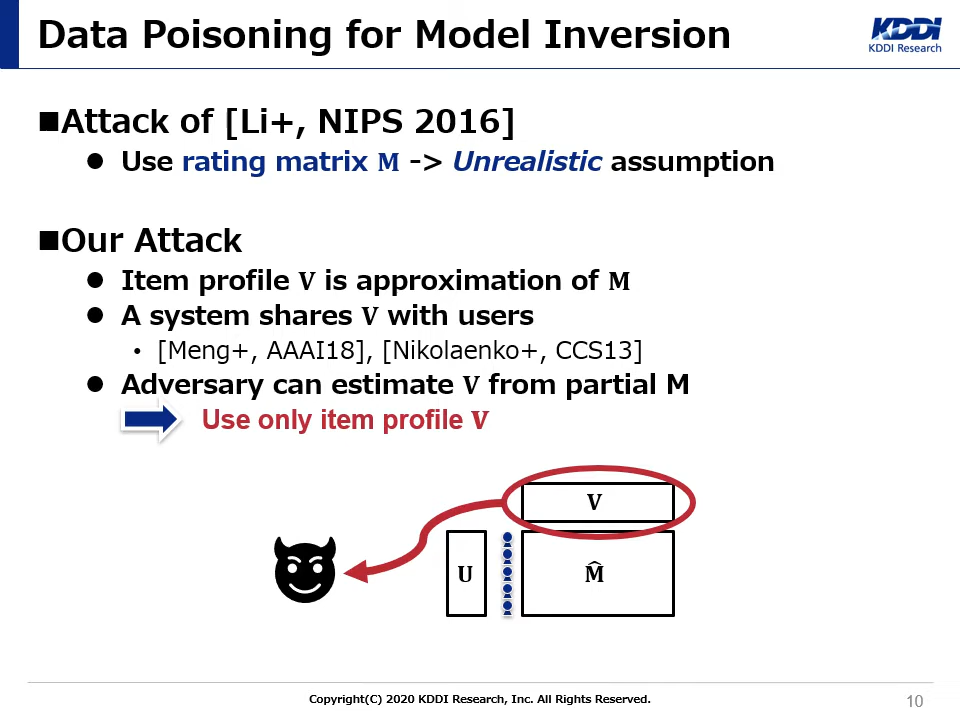 Data Poisoning for Model Inversion
KDDI
KDDI Research
■Attack of [Li+, NIPS 2016]
● Use rating matrix M -> Unrealistic assumption
■Our Attack
● Item profile V is approximation of M
● A system shares V with users
• [Meng+, AAAI18], [Nikolaenko+, CCS13]
● Adversary can estimate V from partial M
Use only item profile V
V
U
M̂
Copyright(C) 2020 KDDI Research, Inc. All Rights Reserved.
10